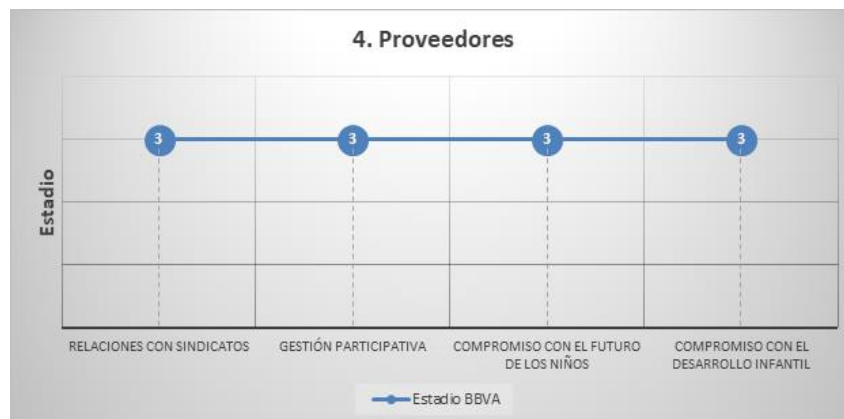 4. Proveedores
Estadio
3 3 3 3
RELACIONES CON SINDICATOS GESTIÓN PARTICIPATIVA COMPROMISO CON EL FUTURO DE LOS NIÑOS COMPROMISO CON EL DESARROLLO INFANTIL
Estadio BBVA